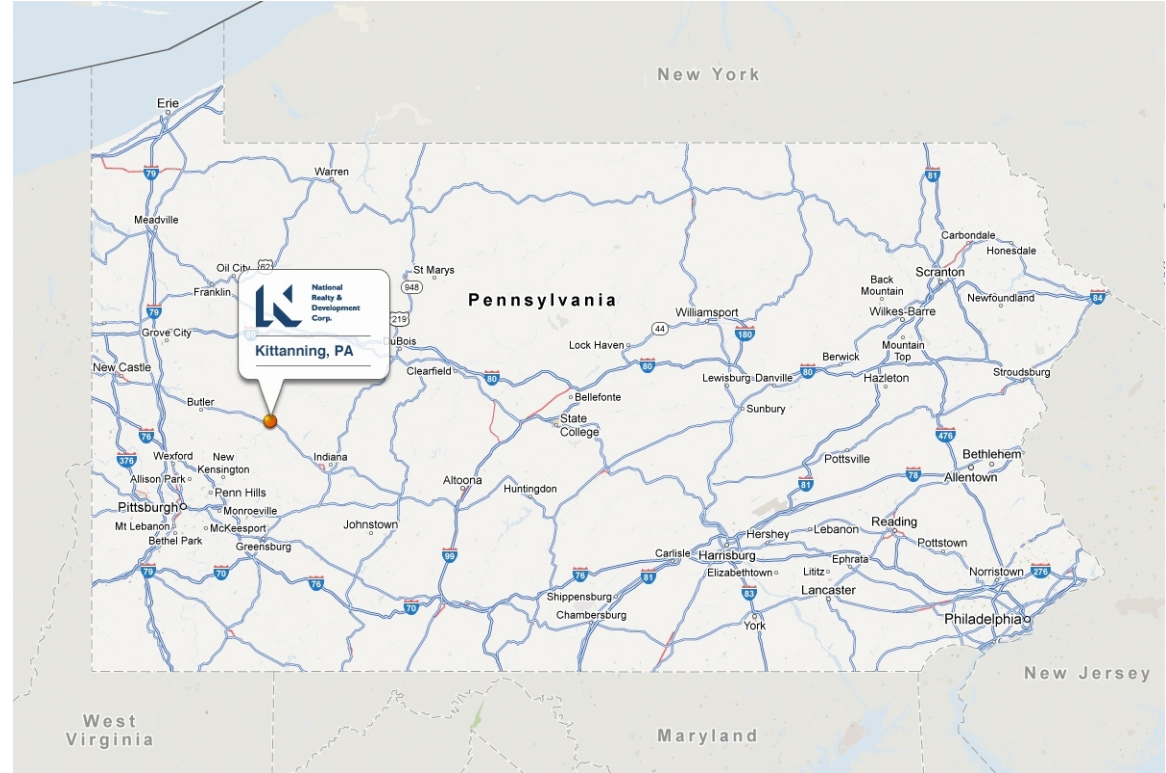 New York
Erie
79
Warren
81
Meadville
Carbondale
Honesdale
Oil City
62
St Marys
Scranton
Back
Mountain
948
Franklin
National
Realty &
Development
Corp.
Pennsylvania
Newfoundland
84
79
Williamsport
Wilkes-Barre
219
44
180
Grove City
Kittanning, PA
DuBois
Lock Haven
Mountain
Top
Berwick
New Castle
Clearfield
80
80
80
Lewisburg
Danville
Hazleton
Stroudsburg
Butler
Bellefonte
Sunbury
State
College
76
476
376
Wexford
New
Kensington
Indiana
Pottsville
Bethlehem
Allison Park
Altoona
Huntingdon
81
78
Allentown
Penn Hills
Pittsburgh
Monroeville
Mt Lebanon
McKeesport
Johnstown
Hershey
Lebanon
Reading
Bethel Park
Greensburg
99
Carlisle
Harrisburg
Pottstown
79
70
76
70
76
81
Elizabethtown
Lititz
Ephrata
Norristown
276
83
Lancaster
Shippensburg
Chambersburg
York
Philadelphia
New Jersey
West
Virginia
Maryland